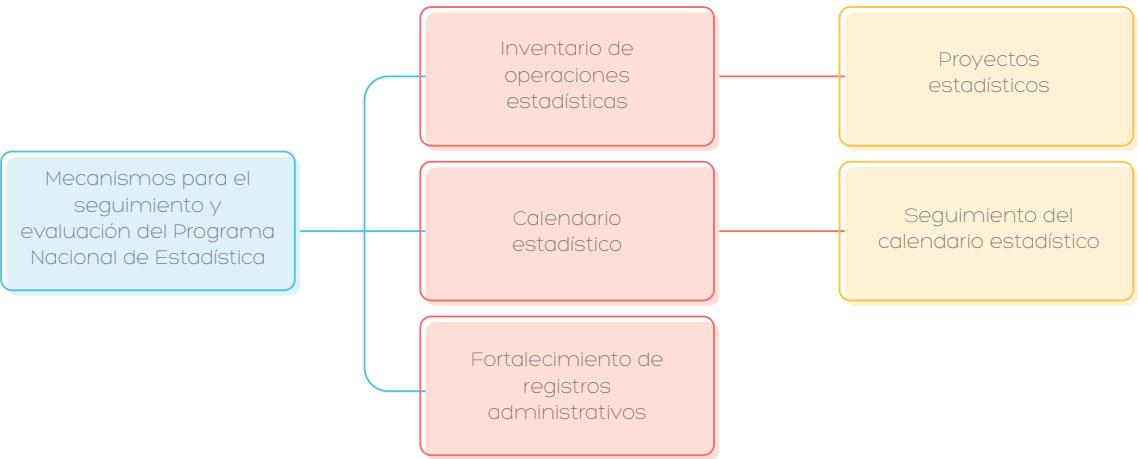 Mecanismos para el
seguimiento y
evaluación del Programa
Nacional de Estadística
Inventario de
operaciones
estadísticas
Proyectos
estadísticos
Calendario
estadístico
Seguimiento del
calendario estadístico
Fortalecimiento de
registros
administrativos